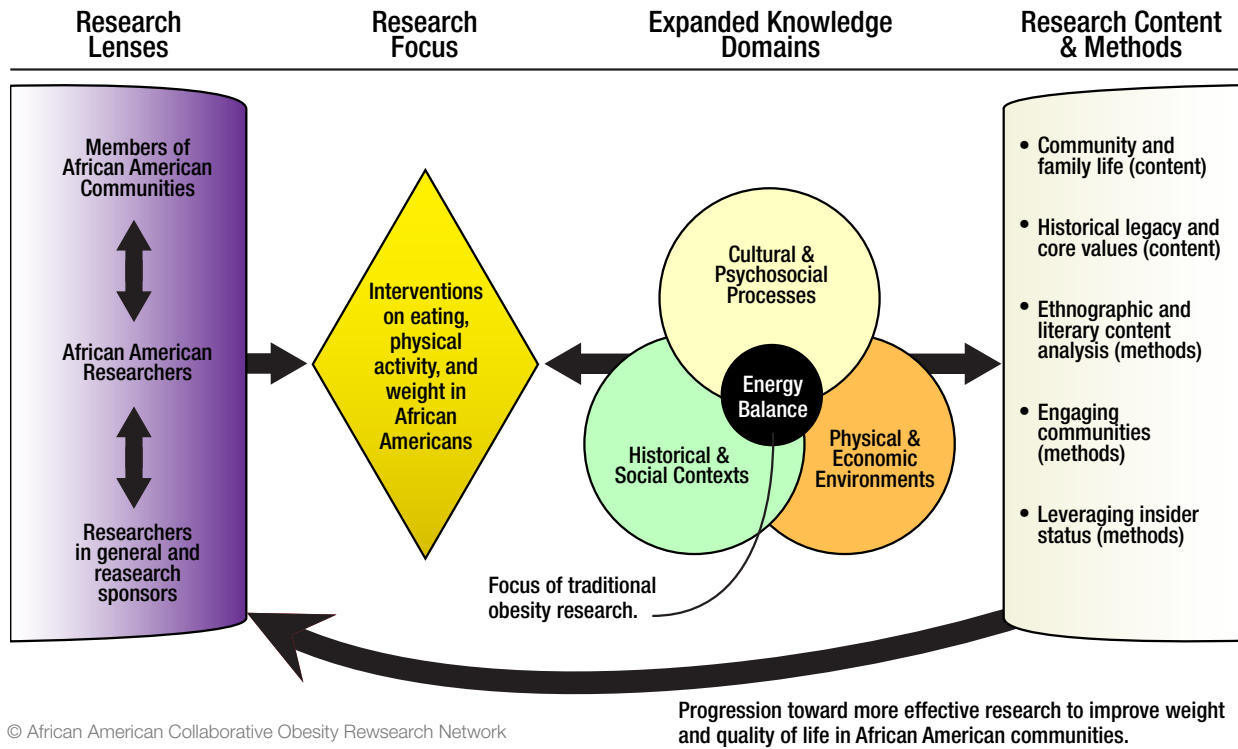 Research
Lenses
Research
Focus
Expanded Knowledge
Domains
Research Content
& Methods
Members of
African American
Communities
African American
Researchers
Researchers
in general and
reasearch
sponsors
Interventions
on eating,
physical
activity, and
weight in
African
Americans
Cultural &
Psychosocial
Processes
Energy
Balance
Historical &
Social Contexts
Physical &
Economic
Environments
Focus of traditional
obesity research.
• Community and
family life (content)
• Historical legacy and
core values (content)
• Ethnographic and
literary content
analysis (methods)
• Engaging
communities
(methods)
• Leveraging insider
status (methods)
© African American Collaborative Obesity Rewsearch Network
Progression toward more effective research to improve weight
and quality of life in African American communities.